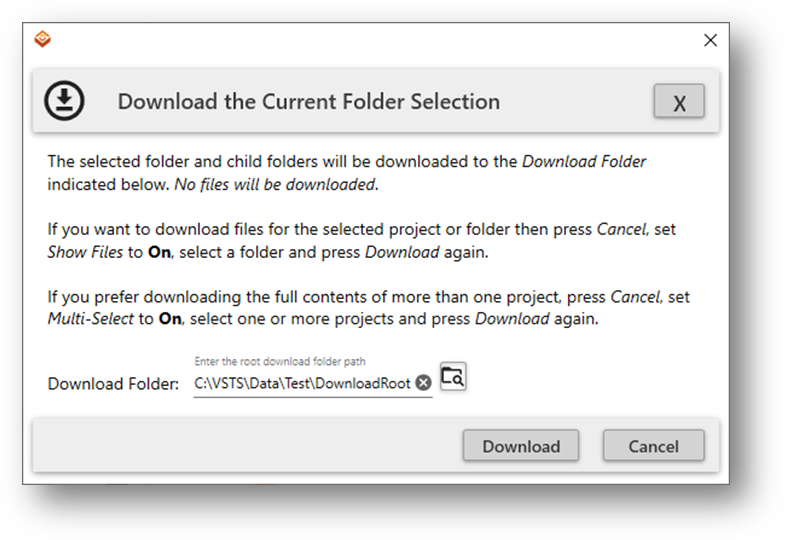 Download the Current Folder Selection
X
The selected folder and child folders will be downloaded to the Download Folder
indicated below. No files will be downloaded.
If you want to download files for the selected project or folder then press Cancel, set
Show Files to On, select a folder and press Download again.
If you prefer downloading the full contents of more than one project, press Cancel, set
Multi-Select to On, select one or more projects and press Download again.
Enter the root download folder path
Download Folder: C:\VSTS\Data\Test\DownloadRoot
Download Cancel